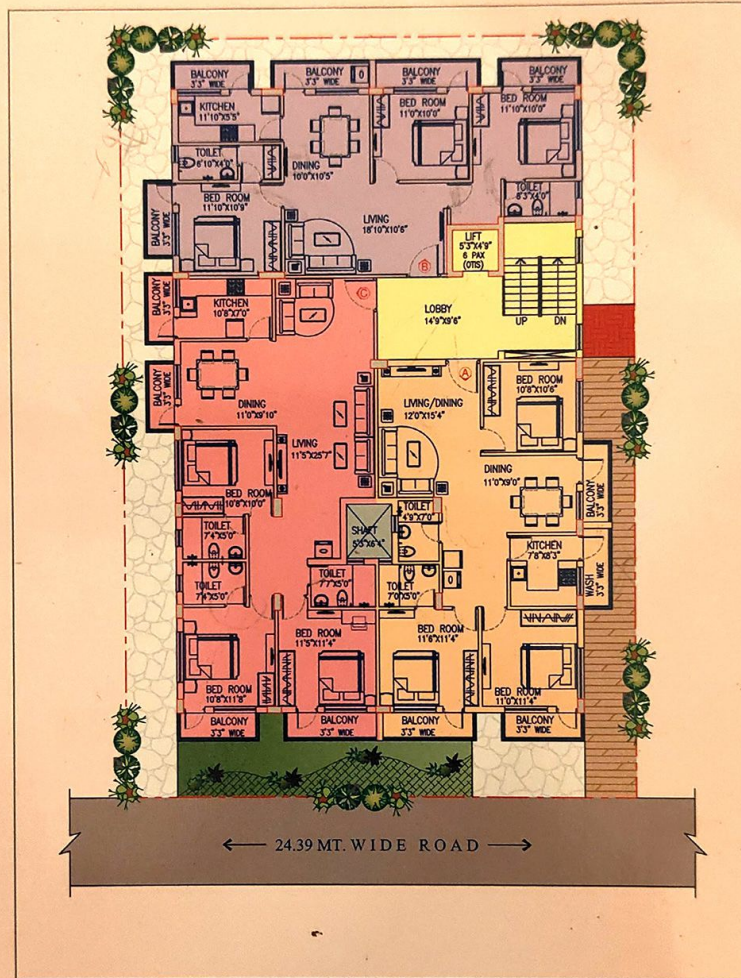 BALCONY
3'3" WIDE
BALCONY
3'3" WIDE
BALCONY
3'3" WIDE
BALCONY
3'3" WIDE
KITCHEN
11'10"X5'5"
BED ROOM
11'0"X10'0"
BED ROOM
11'10"X10'0"
TOILET
6'10"X4'0"
DINING
10'0"X10'5"
BALCONY
3'3" WIDE
BED ROOM
11'10"X10'9"
LIVING
18'10"X10'6"
TOILET
8'3"X4'0"
LIFT
5'3"X4'9"
6 PAX
(OTIS)
B
BALCONY
3'3" WIDE
KITCHEN
10'8"X7'0"
C
LOBBY
14'9"X9'6"
UP
DN
BALCONY
3'3" WIDE
DINING
11'0"X9'10"
A
LIVING/DINING
12'0"X15'4"
BED ROOM
10'8"X10'6"
LIVING
11'5"X25'7"
DINING
11'0"X9'0"
BALCONY
3'3" WIDE
BED ROOM
10'8"X10'0"
TOILET
7'4"X5'0"
SHAFT
TOILET
4'9"X7'0"
KITCHEN
7'8"X8'3"
WASH
3'3" WIDE
TOILET
7'4"X5'0"
TOILET
7'7"X5'0"
TOILET
7'0"X5'0"
BED ROOM
11'5"X11'4"
BED ROOM
11'6"X11'4"
BED ROOM
10'8"X11'8"
BED ROOM
11'0"X11'4"
BALCONY
3'3" WIDE
BALCONY
3'3" WIDE
BALCONY
3'3" WIDE
BALCONY
3'3" WIDE
24.39 MT. WIDE ROAD